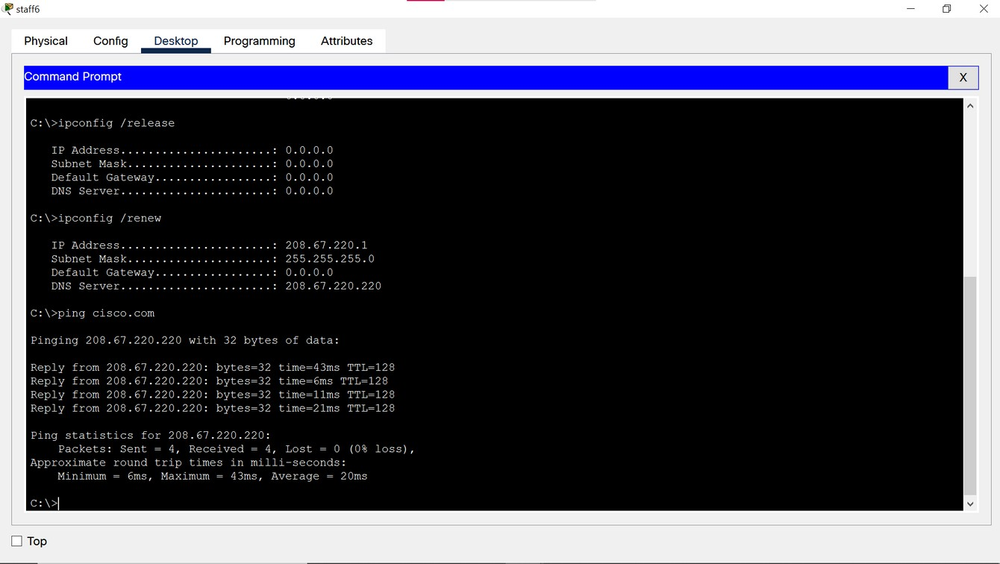 staff6
Physical Config Desktop Programming Attributes
Command Prompt
X
C:\>ipconfig /release
IP Address......................: 0.0.0.0
Subnet Mask.....................: 0.0.0.0
Default Gateway.................: 0.0.0.0
DNS Server......................: 0.0.0.0
C:\>ipconfig /renew
IP Address......................: 208.67.220.1
Subnet Mask.....................: 255.255.255.0
Default Gateway.................: 0.0.0.0
DNS Server......................: 208.67.220.220
C:\>ping cisco.com
Pinging 208.67.220.220 with 32 bytes of data:
Reply from 208.67.220.220: bytes=32 time=43ms TTL=128
Reply from 208.67.220.220: bytes=32 time=6ms TTL=128
Reply from 208.67.220.220: bytes=32 time=11ms TTL=128
Reply from 208.67.220.220: bytes=32 time=21ms TTL=128
Ping statistics for 208.67.220.220:
Packets: Sent = 4, Received = 4, Lost = 0 (0% loss),
Approximate round trip times in milli-seconds:
Minimum = 6ms, Maximum = 43ms, Average = 20ms
C:\>
Top